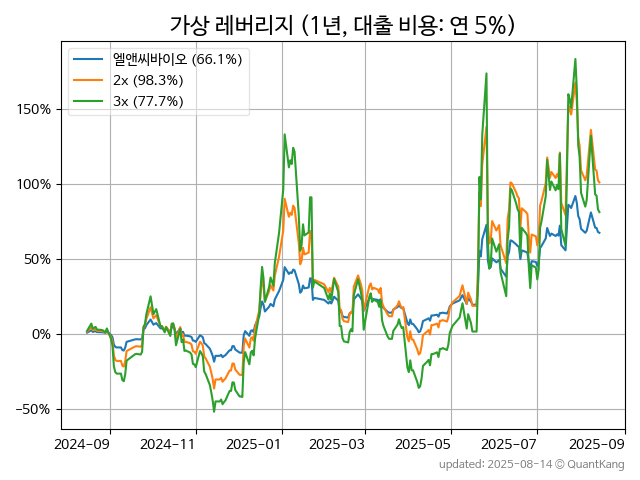 가상 레버리지 (1년, 대출 비용: 연 5%)
엘앤씨바이오 (66.1%)
2x (98.3%)
3x (77.7%)
150%
100%
50%
0%
−50%
2024-09 2024-11 2025-01 2025-03 2025-05 2025-07 2025-09
updated: 2025-08-14 © QuantKang